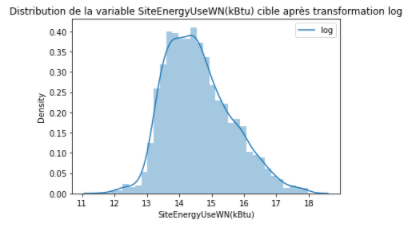 Distribution de la variable SiteEnergyUseWN(kBtu) cible après transformation log
log
0.40
0.35
0.30
0.25
0.20
0.15
0.10
0.05
0.00
Density
11 12 13 14 15 16 17 18
SiteEnergyUseWN(kBtu)